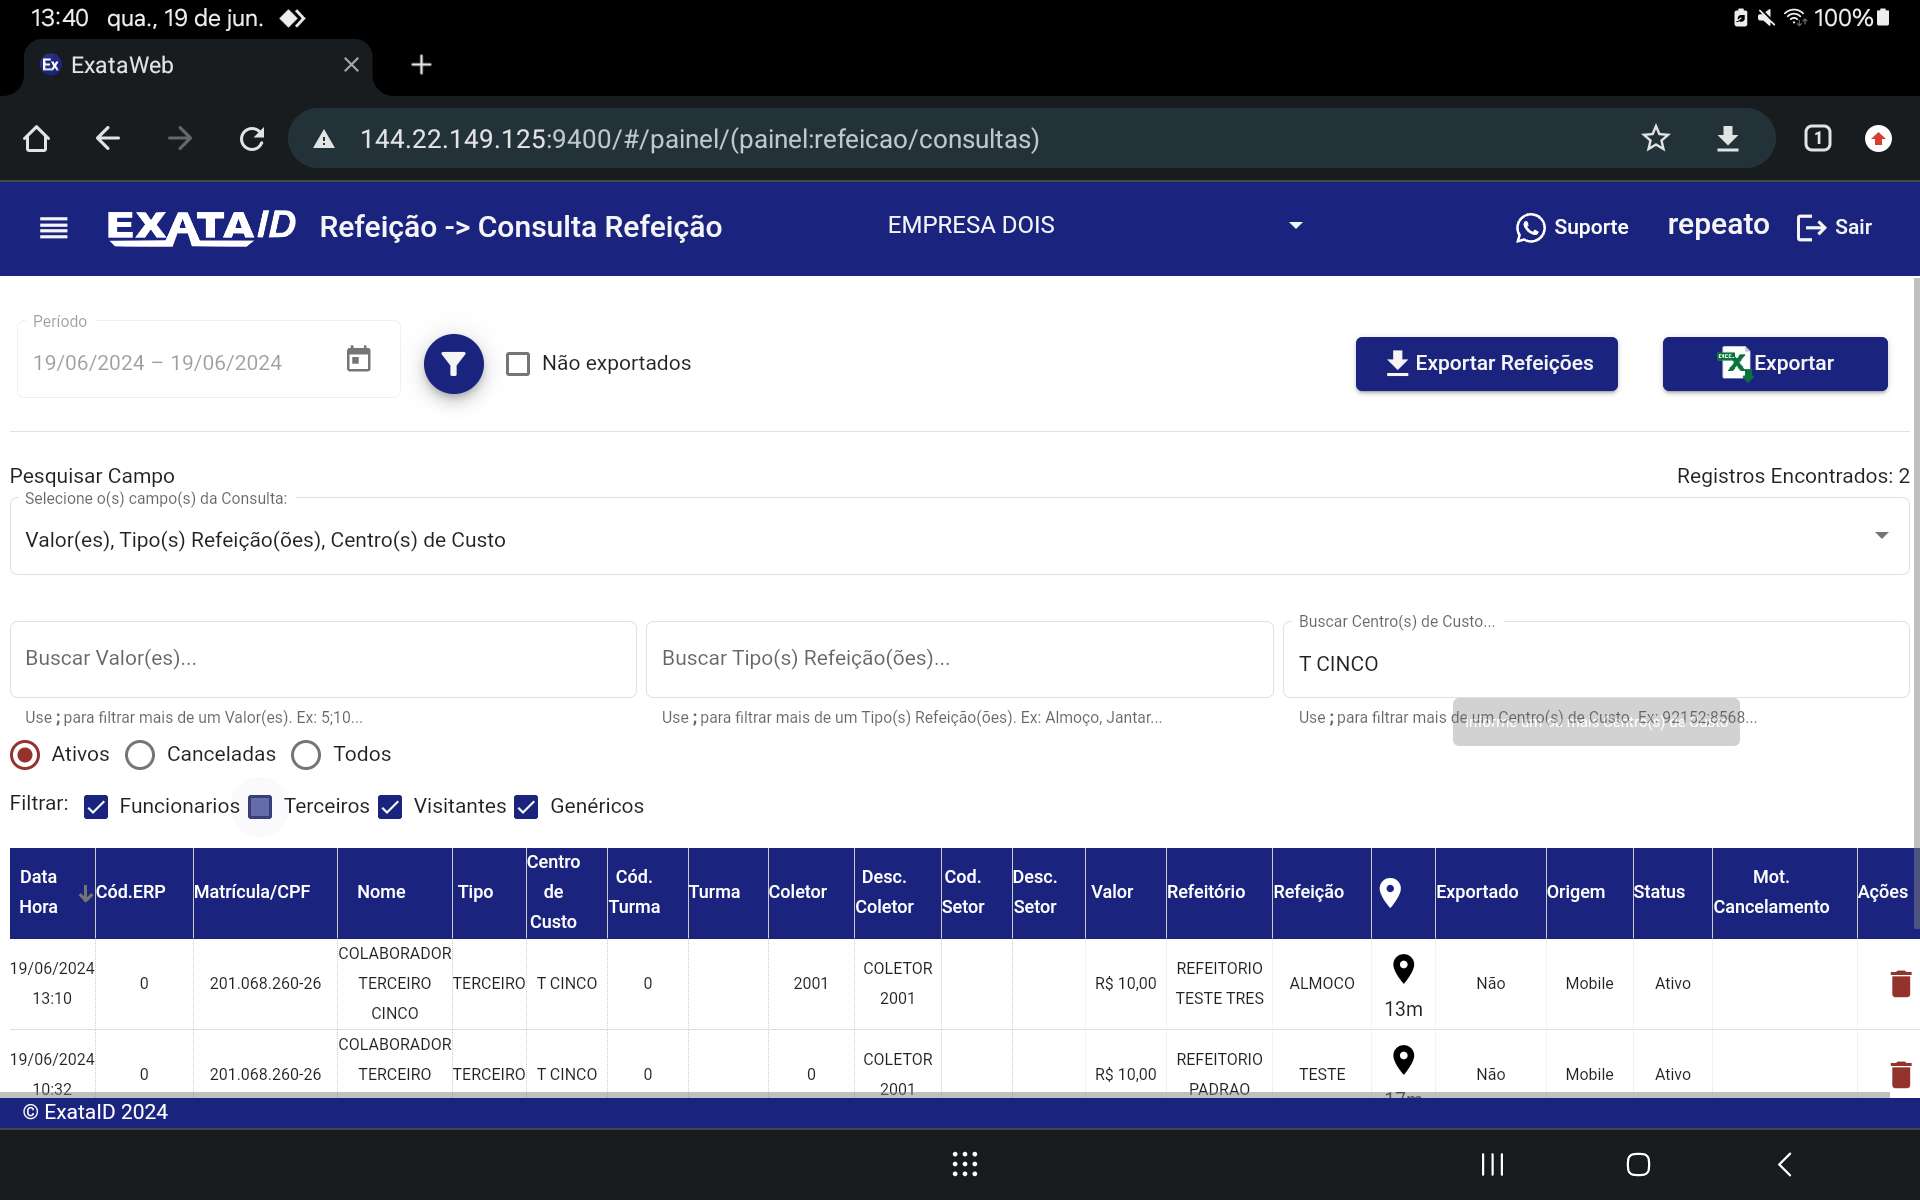 13:40 qua., 19 de jun. 100%
Ex ExataWeb
144.22.149.125:9400/#/painel/(painel:refeicao/consultas) 1
EXATAID Refeição -> Consulta Refeição EMPRESA DOIS Suporte repeato Sair
Período
19/06/2024 – 19/06/2024
Não exportados
Exportar Refeições
Exportar
Pesquisar Campo
Registros Encontrados: 2
Selecione o(s) campo(s) da Consulta:
Valor(es), Tipo(s) Refeição(ões), Centro(s) de Custo
Buscar Valor(es)...
Buscar Tipo(s) Refeição(ões)...
Buscar Centro(s) de Custo...
T CINCO
Use ; para filtrar mais de um Valor(es). Ex: 5;10...
Use ; para filtrar mais de um Tipo(s) Refeição(ões). Ex: Almoço, Jantar...
Use ; para filtrar mais de um Centro(s) de Custo. Ex: 92152;8568...
Ativos Canceladas Todos
Filtrar: Funcionarios Terceiros Visitantes Genéricos
Data Hora Cód.ERP Matrícula/CPF Nome Tipo Centro de Custo Cód. Turma Turma Coletor Desc. Coletor Cod. Setor Desc. Setor Valor Refeitório Refeição Exportado Origem Status Mot. Cancelamento Ações
19/06/2024 13:10 0 201.068.260-26 COLABORADOR TERCEIRO CINCO TERCEIRO T CINCO 0 2001 COLETOR 2001 R$ 10,00 REFEITORIO TESTE TRES ALMOCO 13m Não Mobile Ativo
19/06/2024 10:32 0 201.068.260-26 COLABORADOR TERCEIRO TERCEIRO T CINCO 0 0 COLETOR 2001 R$ 10,00 REFEITORIO PADRAO TESTE 17m Não Mobile Ativo
© ExataID 2024